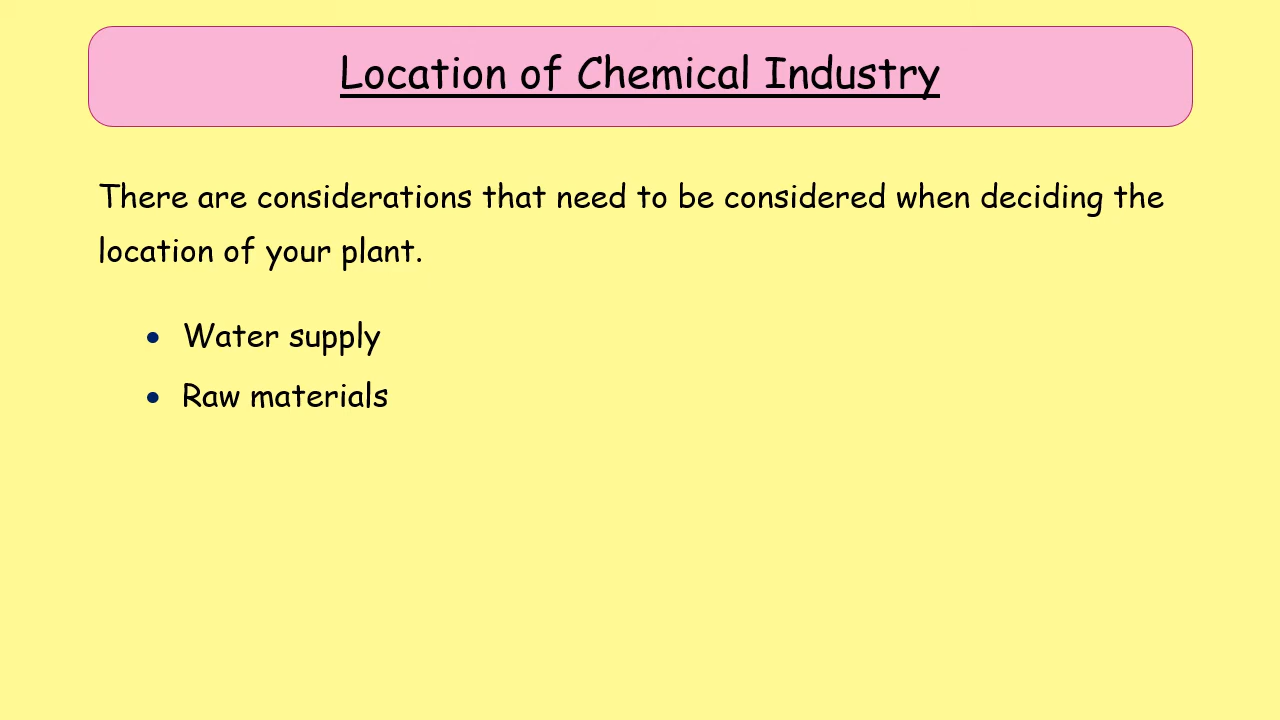 Location of Chemical Industry
There are considerations that need to be considered when deciding the
location of your plant.
• Water supply
• Raw materials